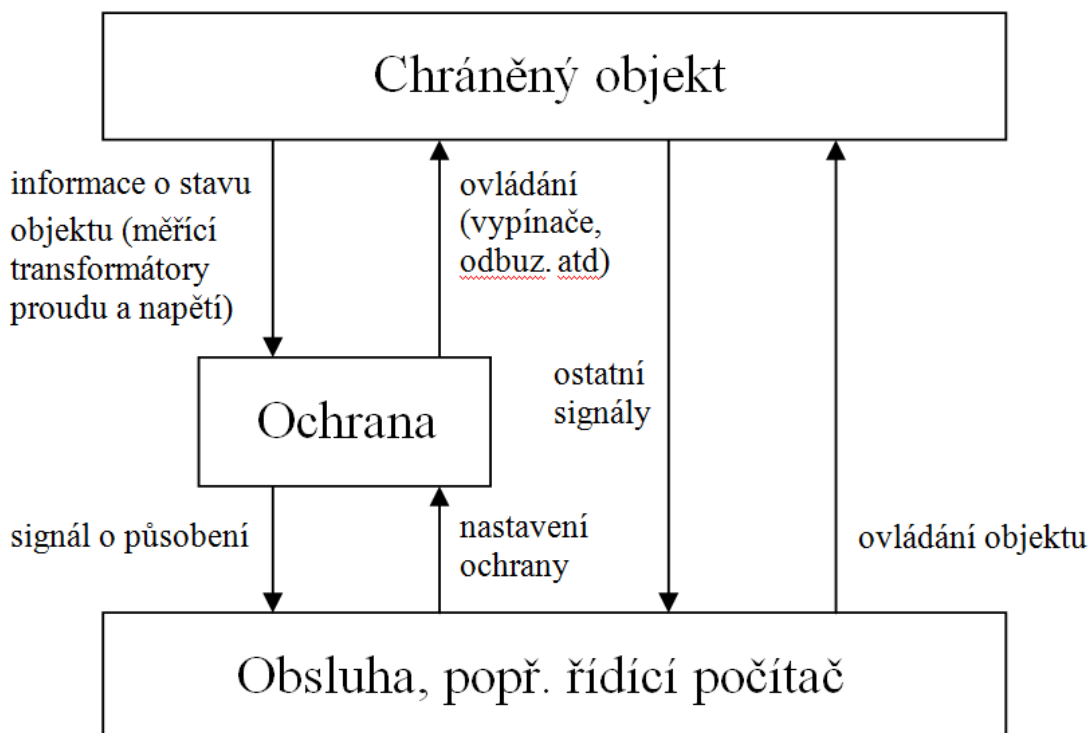 Chráněný objekt
informace o stavu
objektu (měřící
transformátory
proudu a napětí)
ovládání
(vypínače,
odbuz. atd)
ostatní
signály
Ochrana
signál o působení
nastavení
ochrany
ovládání objektu
Obsluha, popř. řídící počítač